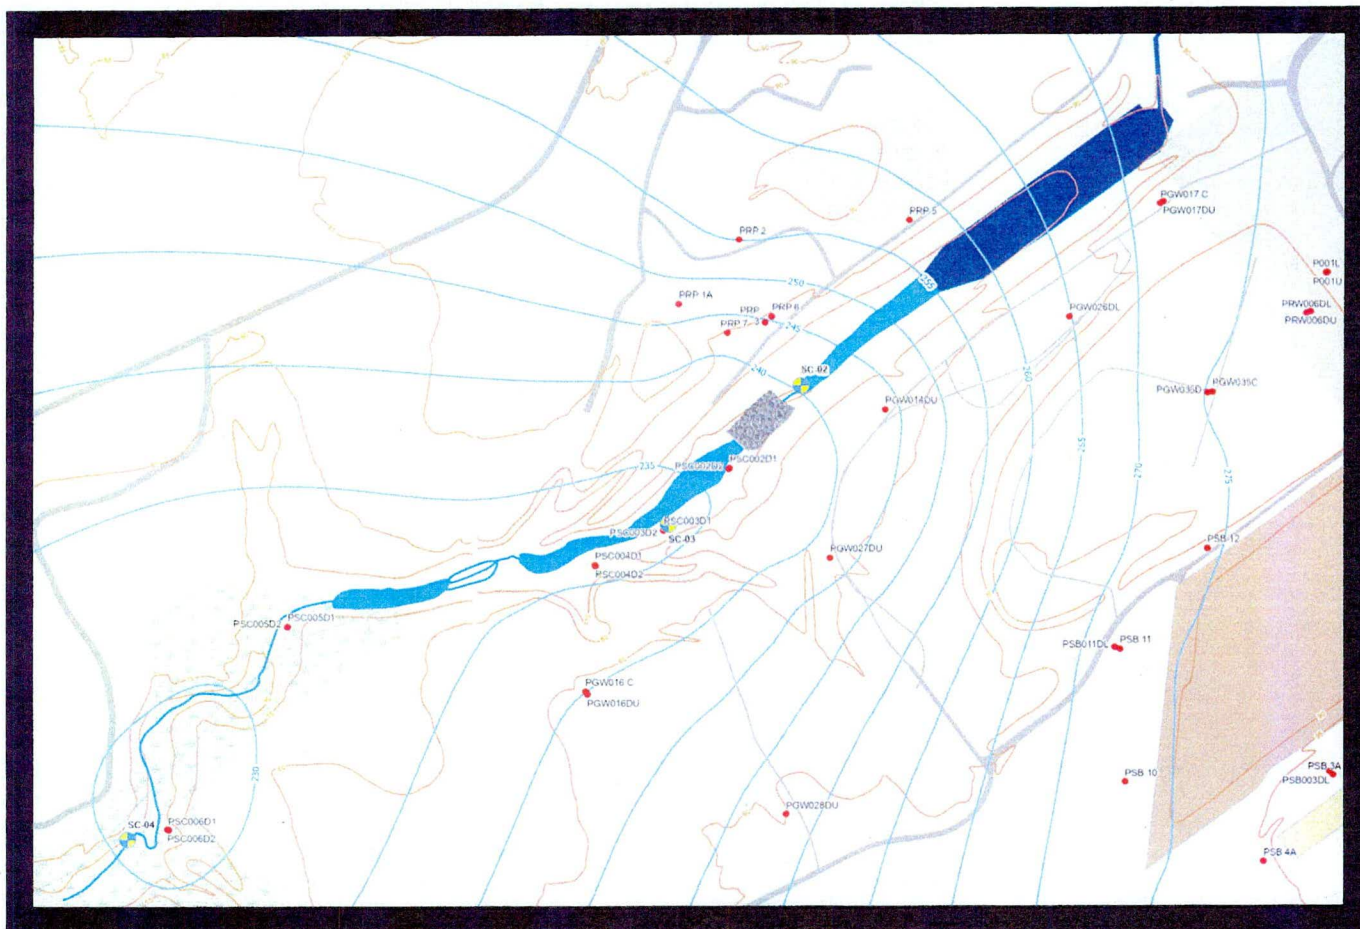 PGW017 C
PGW017DU
PRP 5
PRP 2
P001L
P001U
255
250
PRP 1A
PRW006DL
PRW006DU
PRP 6
PRP
PGW026DL
PRP 7
245
240
SC-02
260
PGW035D
PGW035C
PGW014DU
265
235
PSC002D2
PSC002D1
270
275
PSC003D1
PSC003D2
SC-03
PSB-12
PGW027DU
PSC004D1
PSC004D2
PSC005D2
PSC005D1
PSB011DL
PSB 11
PGW016 C
PGW016DU
230
PSB 10
PSB 3A
PSB003DL
PGW028DU
SC-04
PSC006D1
PSC006D2
PSB 4A